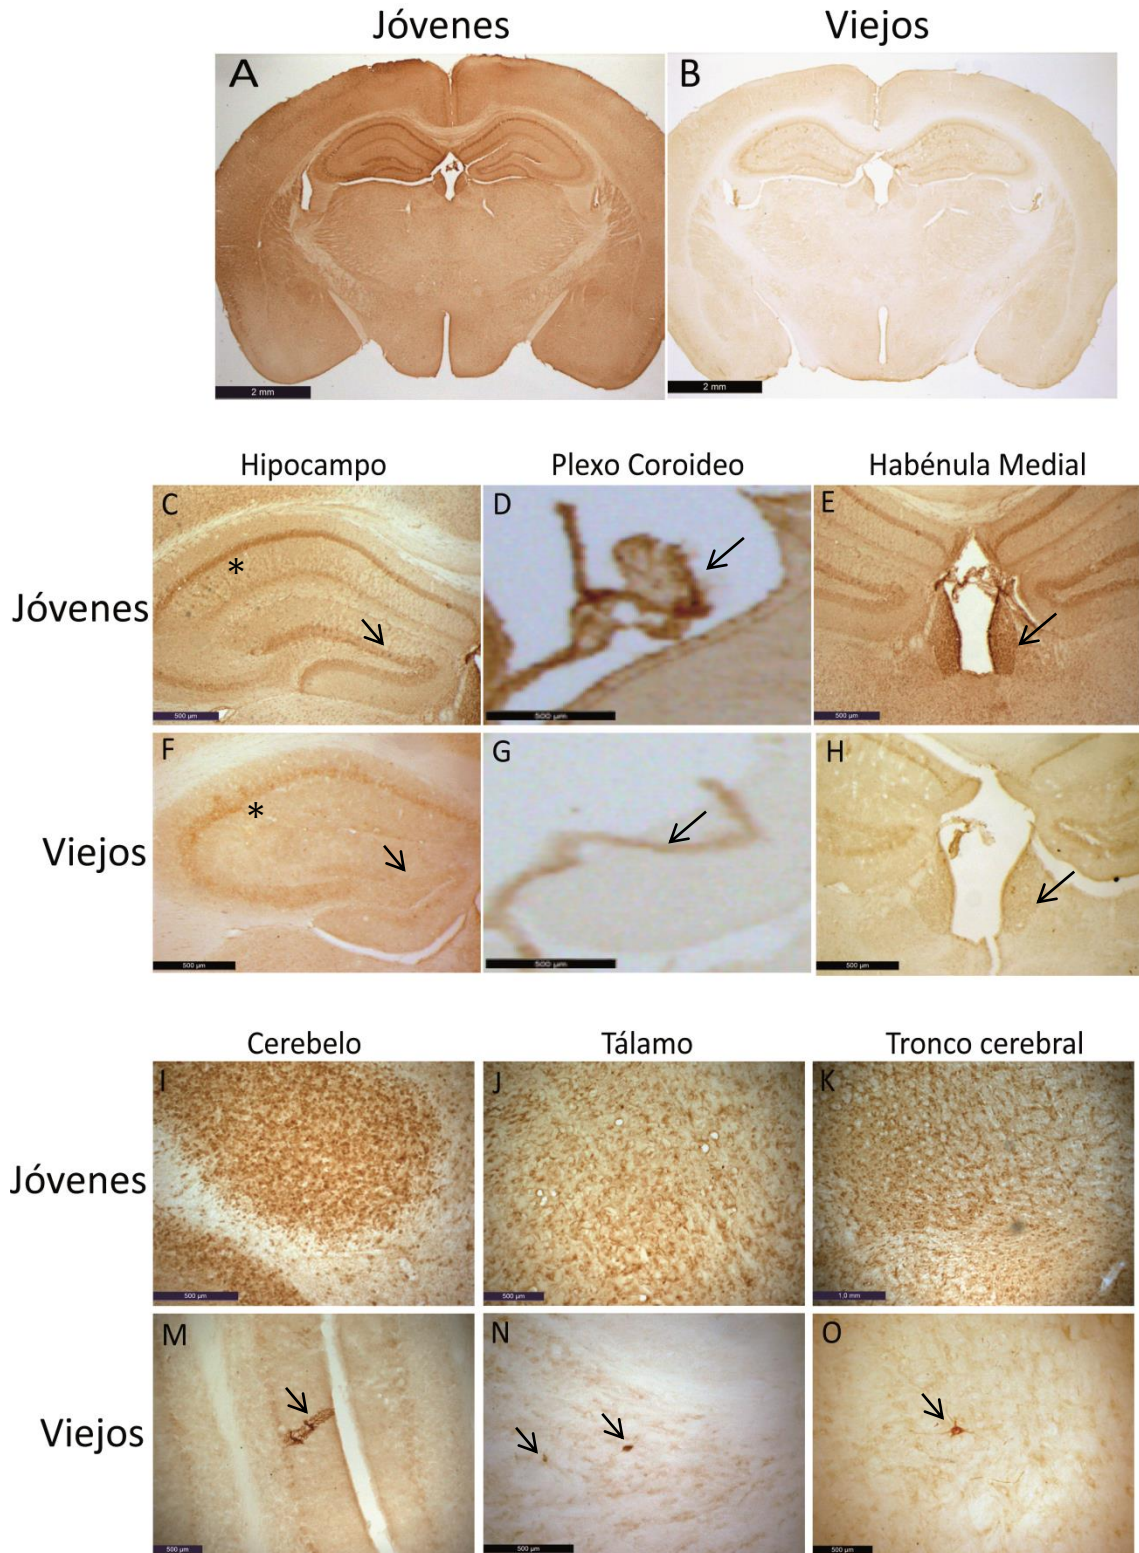 Jóvenes Viejos
A B
2 mm 2 mm
Hipocampo Plexo Coroideo Habénula Medial
C D E
*
Jóvenes
500 µm 500 µm 500 µm
F G H
*
Viejos
500 µm 500 µm 500 µm
Cerebelo Tálamo Tronco cerebral
I J K
Jóvenes
500 µm 500 µm 1.0 mm
M N O
Viejos
500 µm 500 µm 500 µm